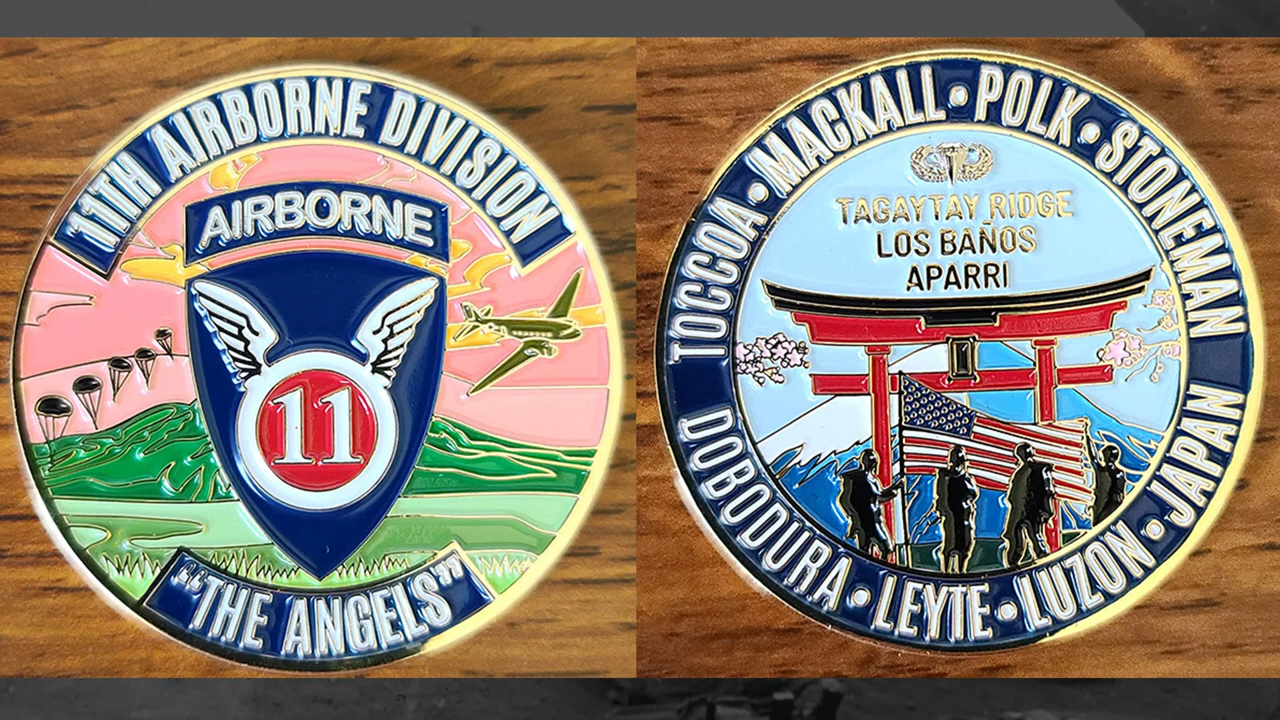 11TH AIRBORNE DIVISION
AIRBORNE
11
"THE ANGELS"
TOCCOA • MACKALL • POLK • STONEMAN
TAGAYTAY RIDGE
LOS BAÑOS
APARRI
DOBODURA • LEYTE • LUZON • JAPAN